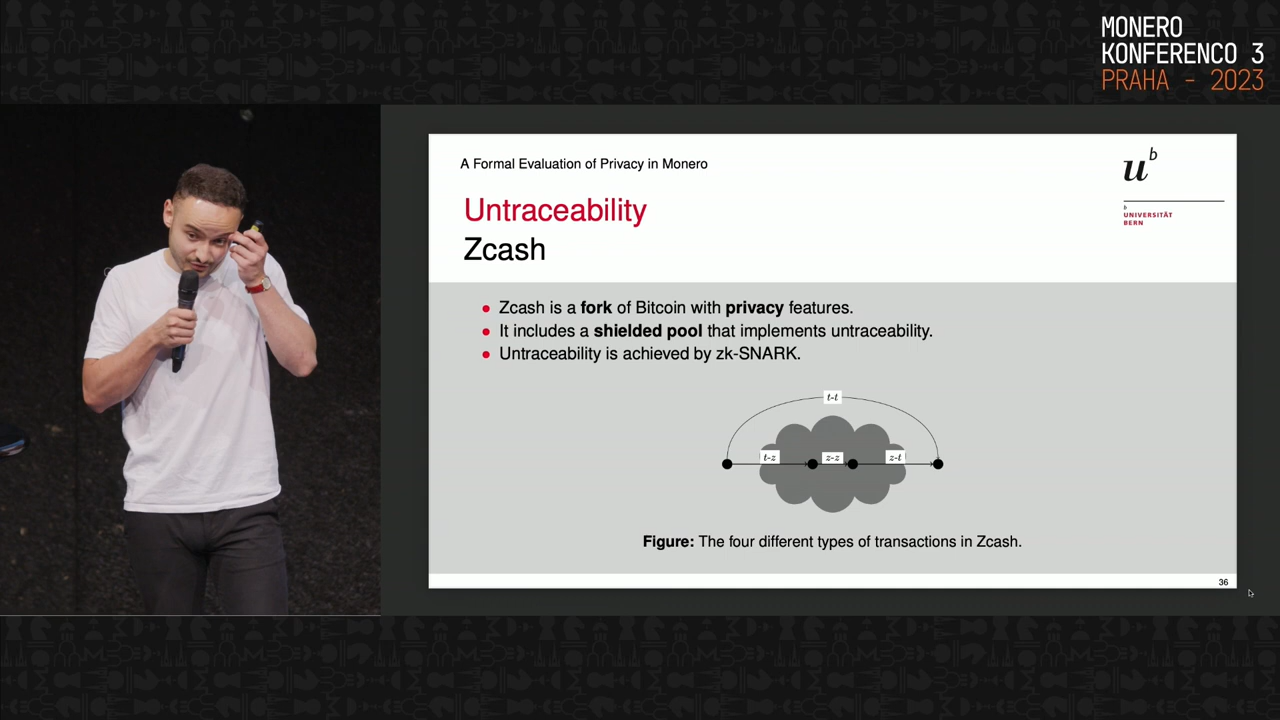 MONERO
KONFERENCO 3
PRAHA - 2023
A Formal Evaluation of Privacy in Monero
u^b
b
UNIVERSITÄT
BERN
Untraceability
Zcash
• Zcash is a fork of Bitcoin with privacy features.
• It includes a shielded pool that implements untraceability.
• Untraceability is achieved by zk-SNARK.
t-t
t-z
z-z
z-t
Figure: The four different types of transactions in Zcash.
36